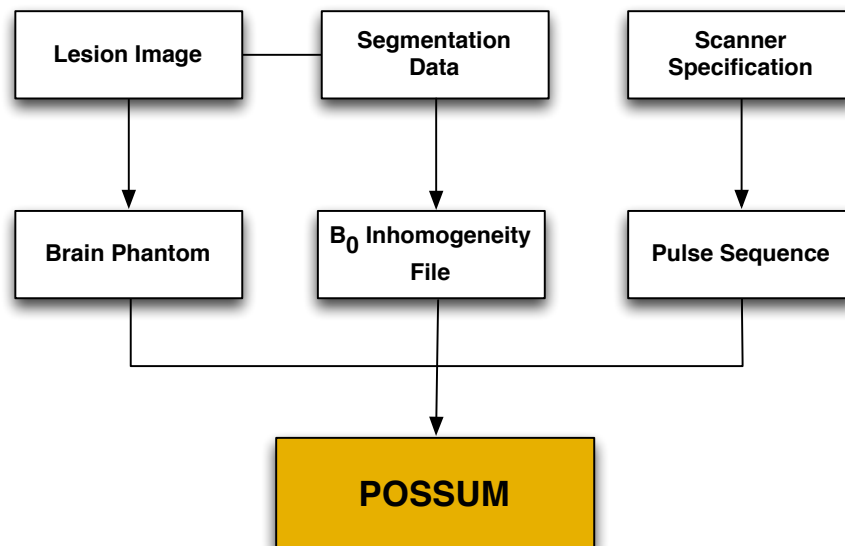 Lesion Image
Segmentation
Data
Scanner
Specification
Brain Phantom
B0 Inhomogeneity
File
Pulse Sequence
POSSUM